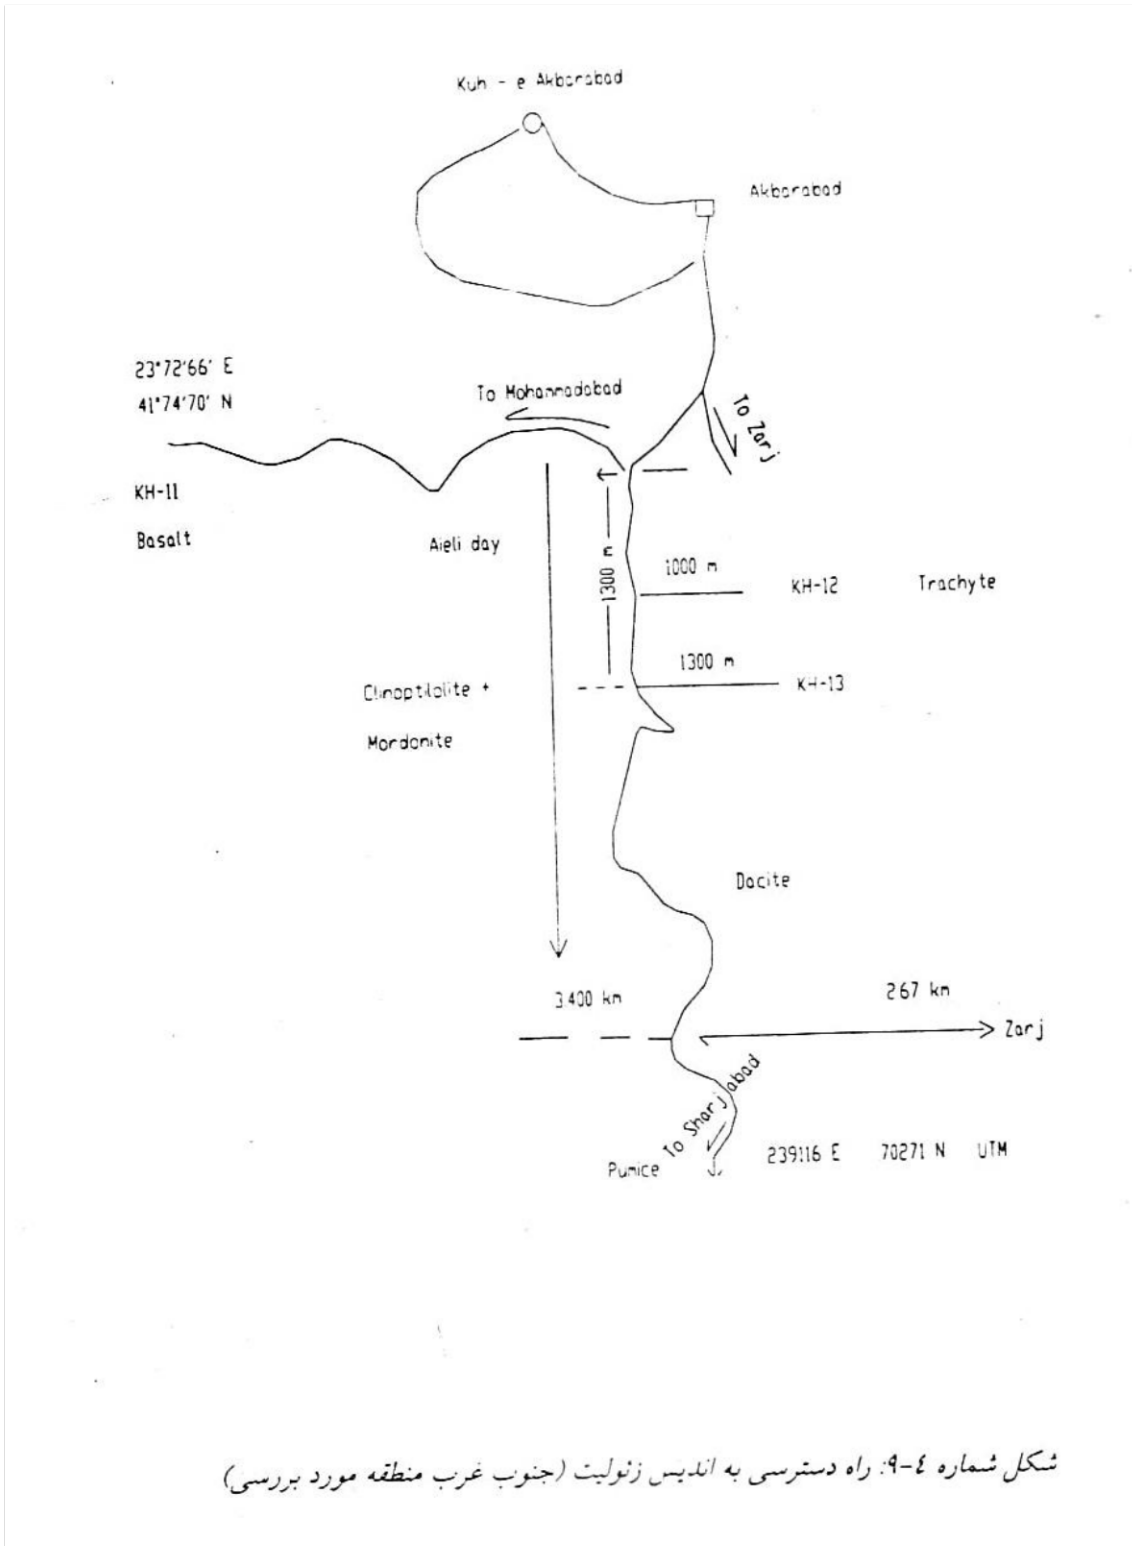 Kuh - e Akbarabad
Akbarabad
23°72'66' E
41°74'70' N
To Mohammadabad
To Zarj
KH-11
Basalt
Aieli day
1300 m
1000 m
KH-12 Trachyte
1300 m
KH-13
Clinoptilolite +
Mordonite
Dacite
3400 km
267 km
Zarj
To Sharjabad
239116 E 70271 N UTM
Pumice
شکل شماره ٤-٩: راه دسترسی به اندیس زئولیت (جنوب غرب منطقه مورد بررسی)